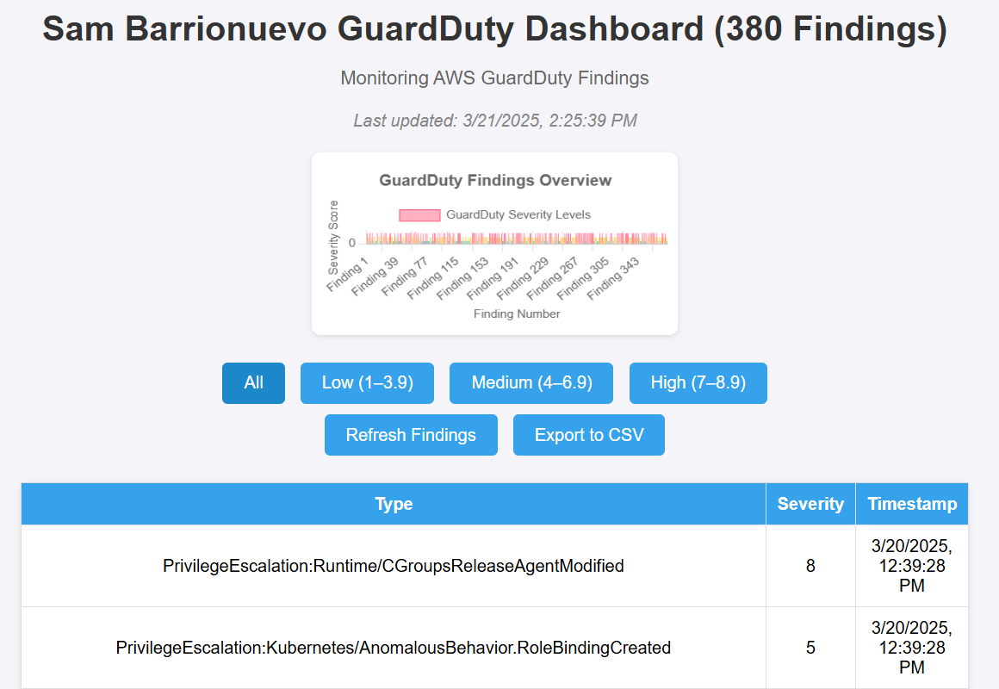 Sam Barrionuevo GuardDuty Dashboard (380 Findings)
Monitoring AWS GuardDuty Findings
Last updated: 3/21/2025, 2:25:39 PM
GuardDuty Findings Overview
GuardDuty Severity Levels
Severity Score
0
Finding 1
Finding 39
Finding 77
Finding 115
Finding 153
Finding 191
Finding 229
Finding 267
Finding 305
Finding 343
Finding Number
All
Low (1–3.9)
Medium (4–6.9)
High (7–8.9)
Refresh Findings
Export to CSV
Type Severity Timestamp
PrivilegeEscalation:Runtime/CGroupsReleaseAgentModified
8
3/20/2025,
12:39:28
PM
PrivilegeEscalation:Kubernetes/AnomalousBehavior.RoleBindingCreated
5
3/20/2025,
12:39:28
PM